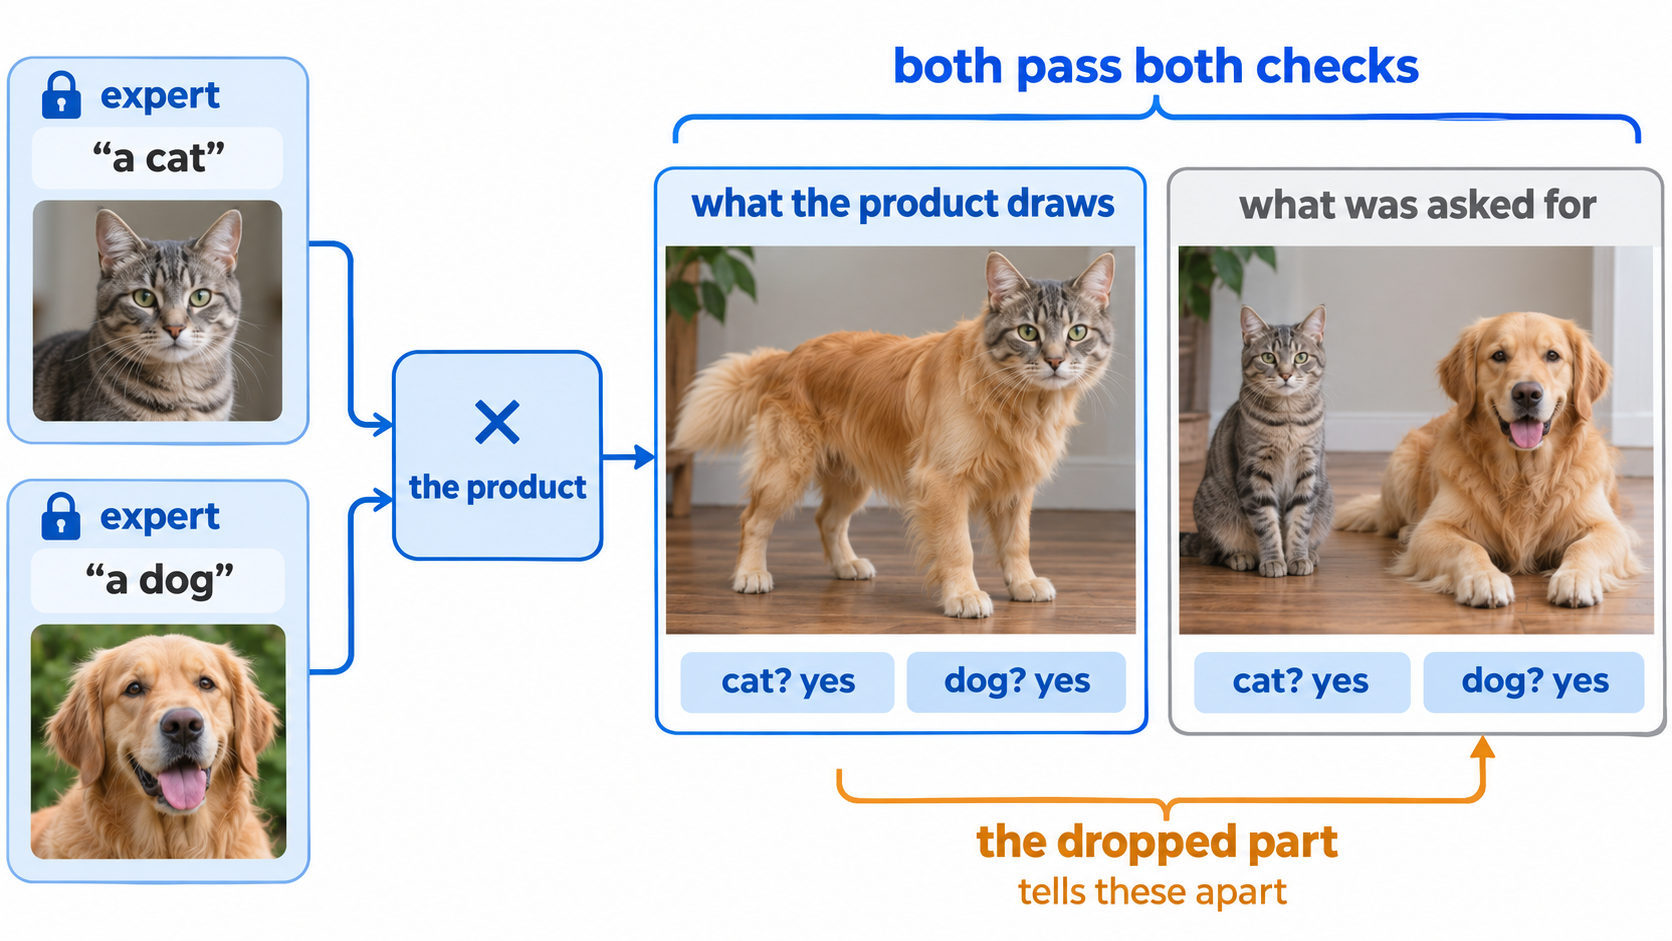 both pass both checks
expert
“a cat”
expert
“a dog”
×
the product
what the product draws
cat? yes
dog? yes
what was asked for
cat? yes
dog? yes
the dropped part
tells these apart